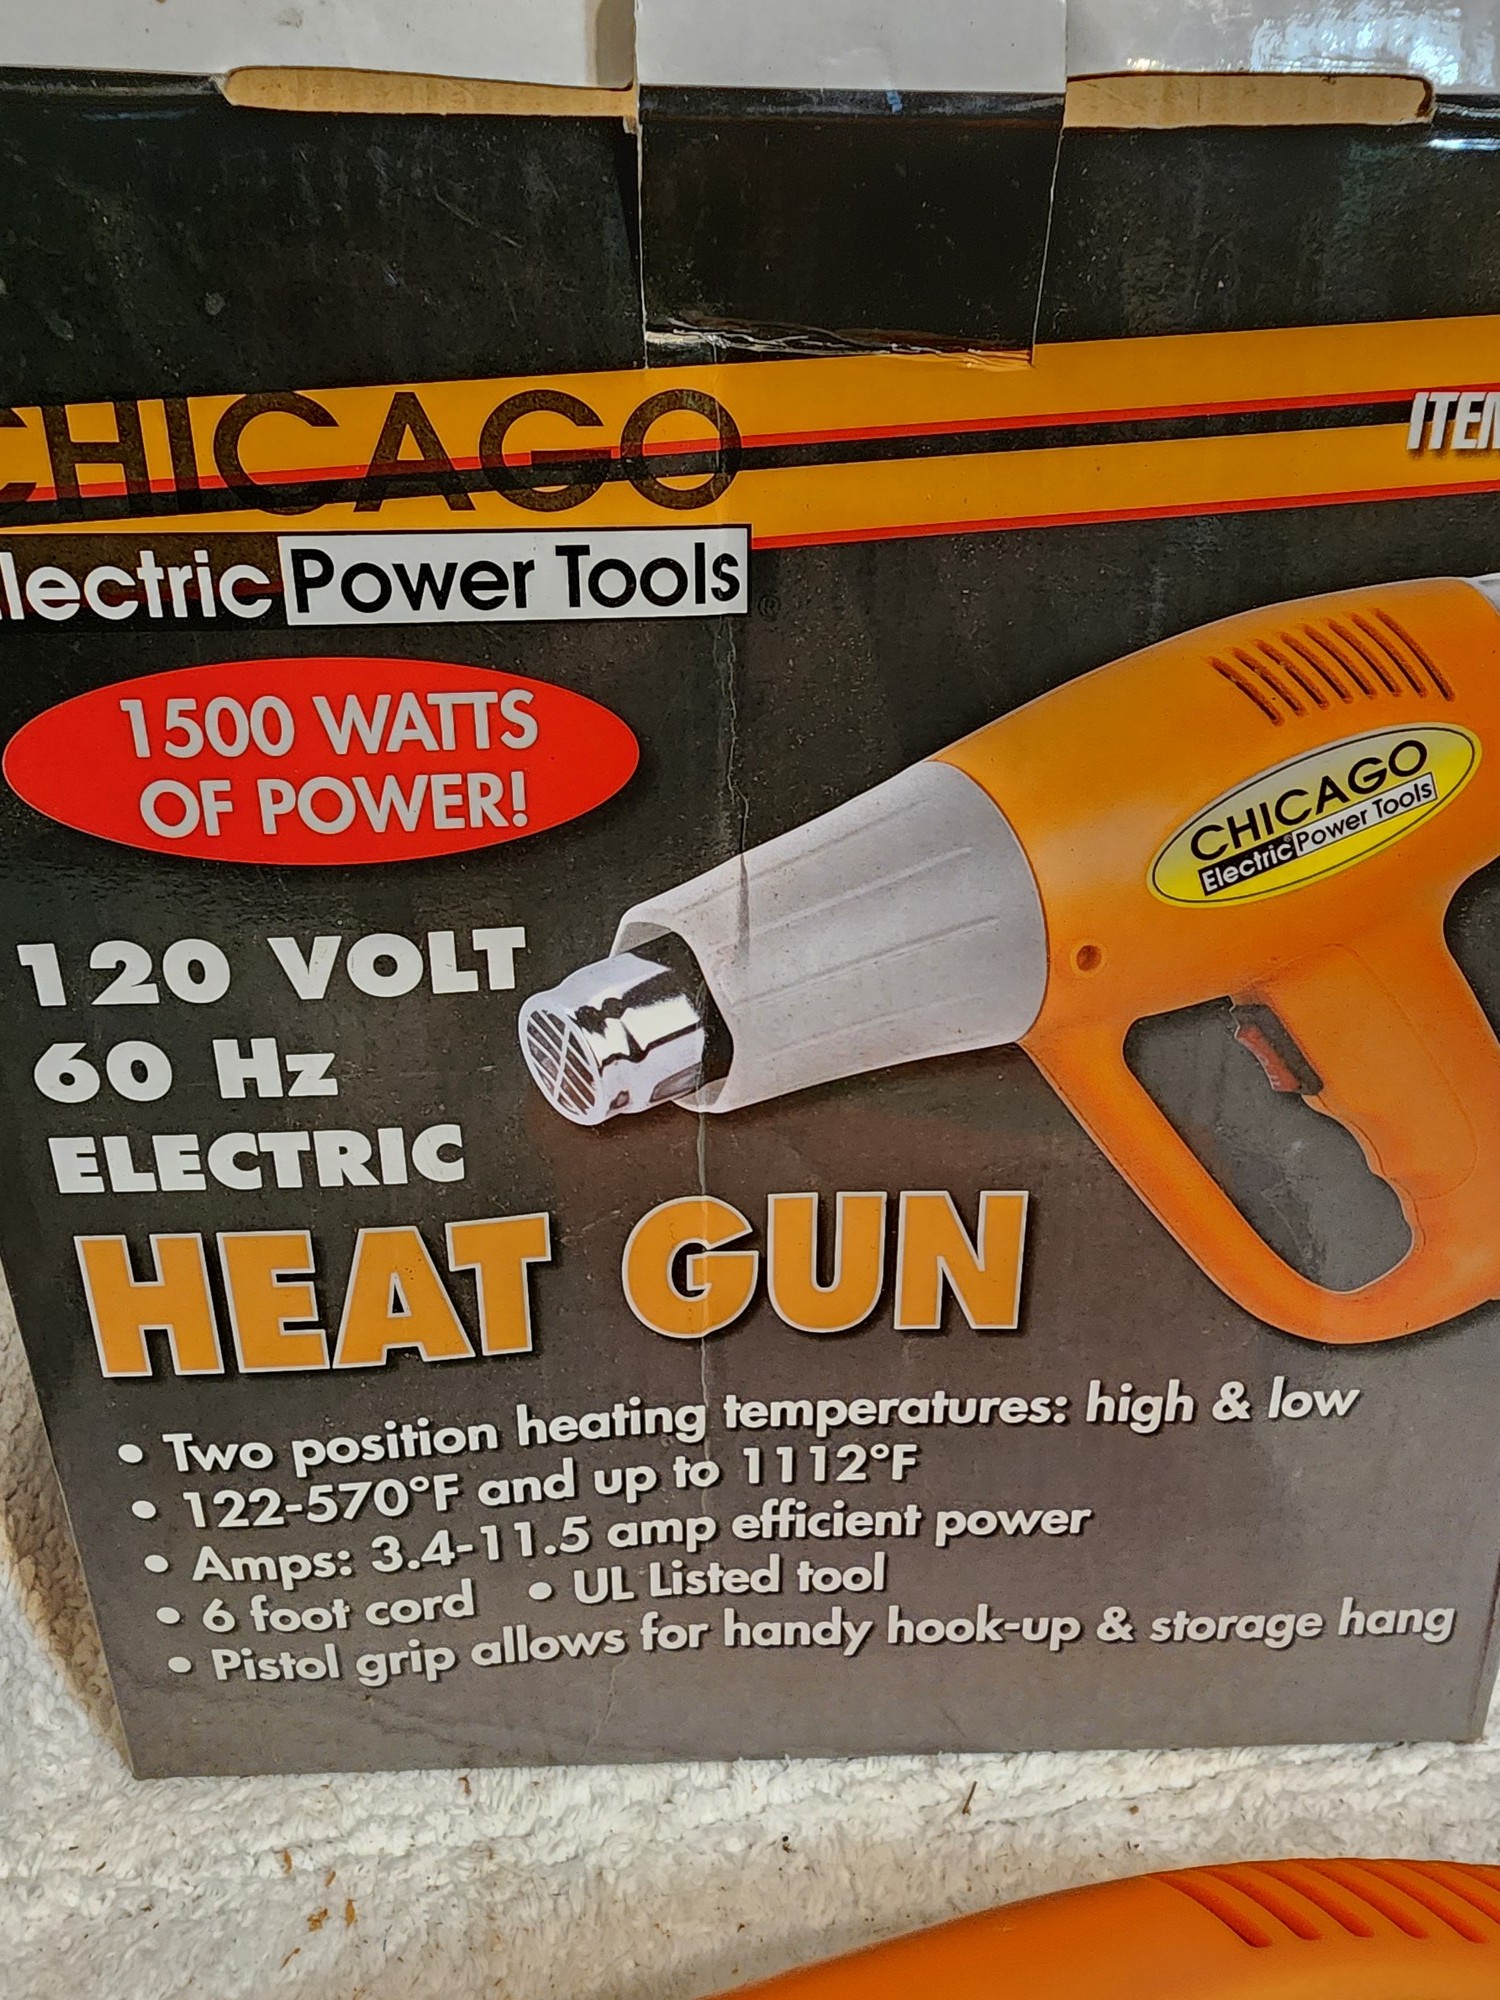 CHICAGO
ITEM
Electric Power Tools ®
1500 WATTS
OF POWER!
CHICAGO
Electric Power Tools
120 VOLT
60 Hz
ELECTRIC
HEAT GUN
• Two position heating temperatures: high & low
• 122-570°F and up to 1112°F
• Amps: 3.4-11.5 amp efficient power
• 6 foot cord • UL Listed tool
• Pistol grip allows for handy hook-up & storage hang